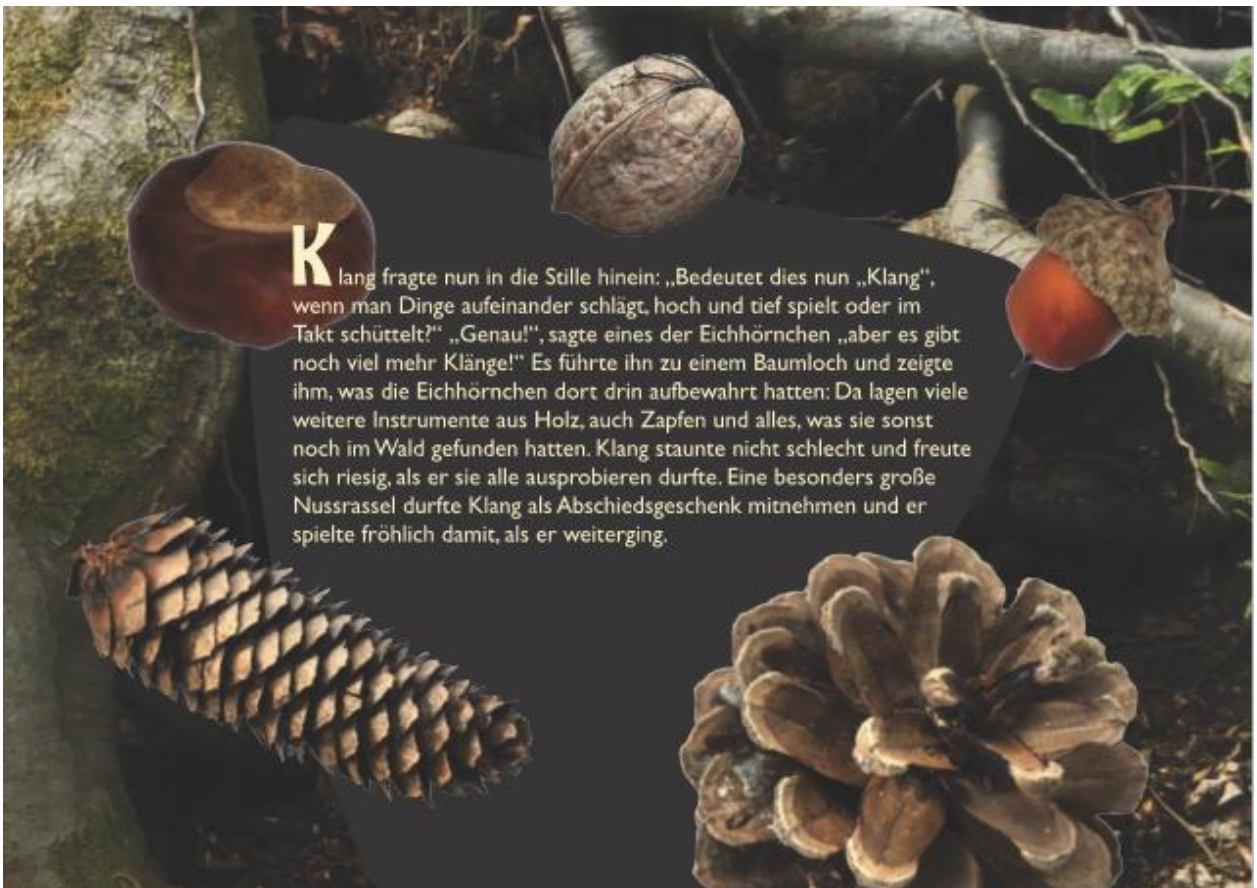 Klang fragte nun in die Stille hinein: „Bedeutet dies nun „Klang“,
wenn man Dinge aufeinander schlägt, hoch und tief spielt oder im
Takt schüttelt?“ „Genau!“, sagte eines der Eichhörnchen „aber es gibt
noch viel mehr Klänge!“ Es führte ihn zu einem Baumloch und zeigte
ihm, was die Eichhörnchen dort drin aufbewahrt hatten: Da lagen viele
weitere Instrumente aus Holz, auch Zapfen und alles, was sie sonst
noch im Wald gefunden hatten. Klang staunte nicht schlecht und freute
sich riesig, als er sie alle ausprobieren durfte. Eine besonders große
Nussrassel durfte Klang als Abschiedsgeschenk mitnehmen und er
spielte fröhlich damit, als er weiterging.